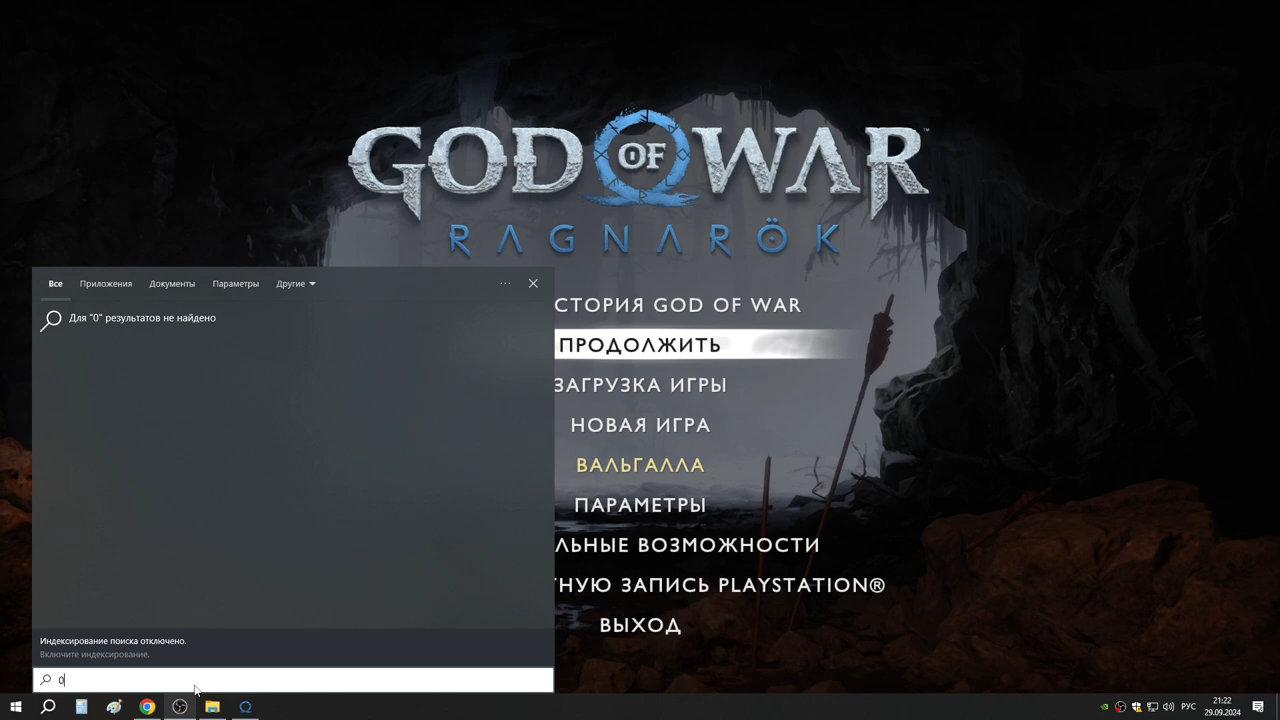 GOD OF WAR™
RAGNARÖK
Все Приложения Документы Параметры Другие ···
Для "0" результатов не найдено
СТОРИЯ GOD OF WAR
ПРОДОЛЖИТЬ
ЗАГРУЗКА ИГРЫ
НОВАЯ ИГРА
ВАЛЬГАЛЛА
ПАРАМЕТРЫ
ЛЬНЫЕ ВОЗМОЖНОСТИ
ТНУЮ ЗАПИСЬ PLAYSTATION®
ВЫХОД
Индексирование поиска отключено.
Включите индексирование.
0
РУС
21:22
29.09.2024